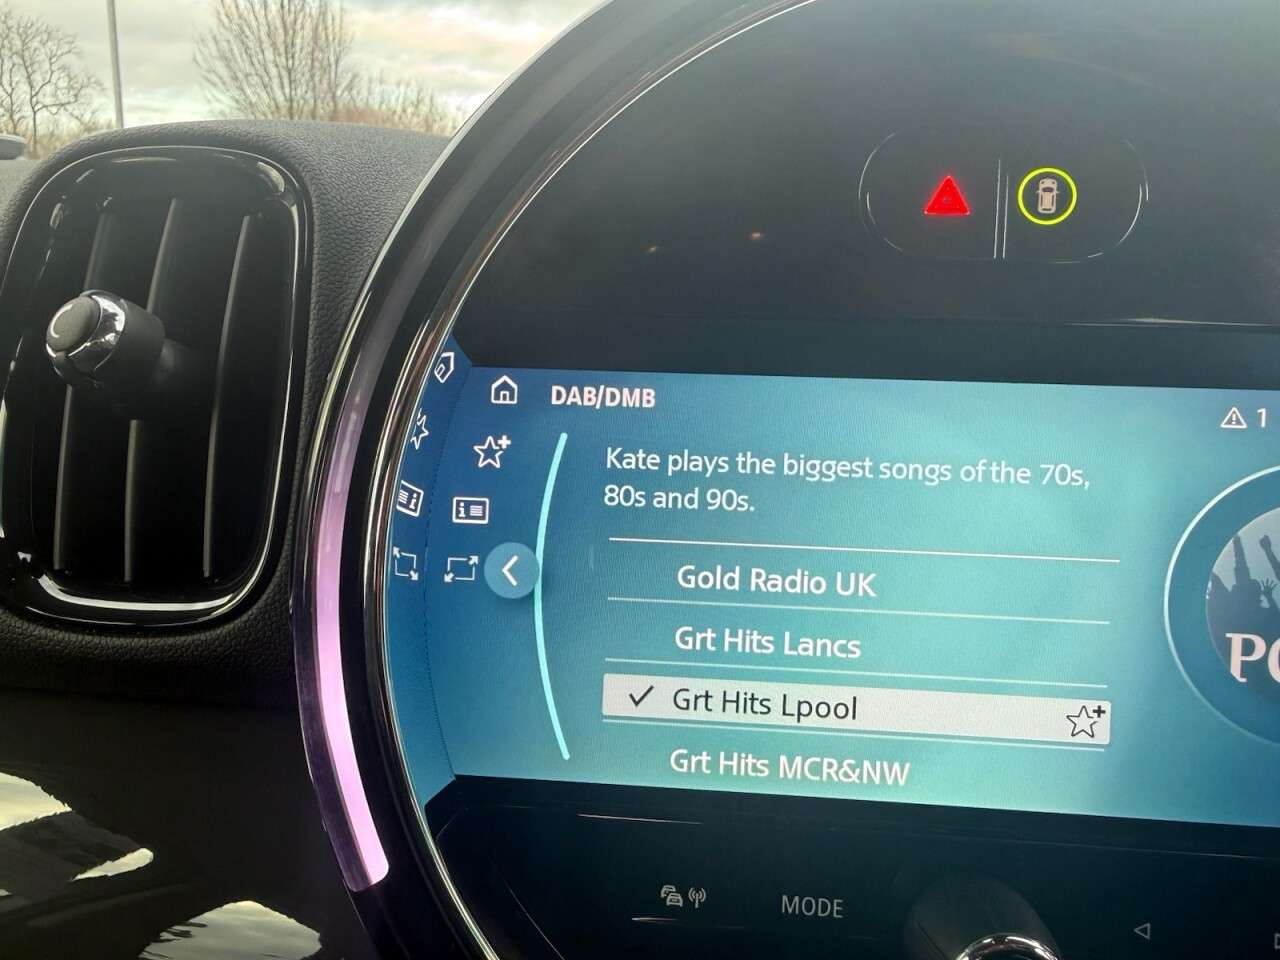 DAB/DMB
1
Kate plays the biggest songs of the 70s,
80s and 90s.
Gold Radio UK
Grt Hits Lancs
Grt Hits Lpool
Grt Hits MCR&NW
MODE